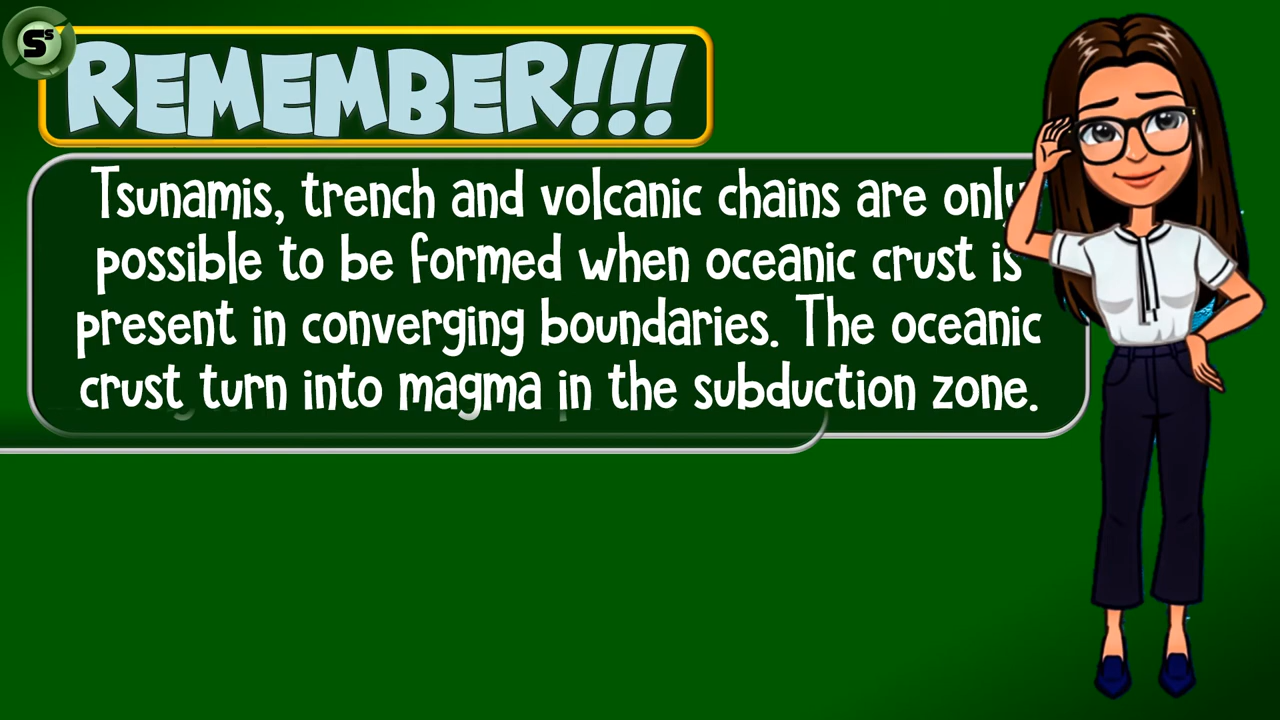 Ss
REMEMBER!!!
Tsunamis, trench and volcanic chains are only
possible to be formed when oceanic crust is
present in converging boundaries. The oceanic
crust turn into magma in the subduction zone.